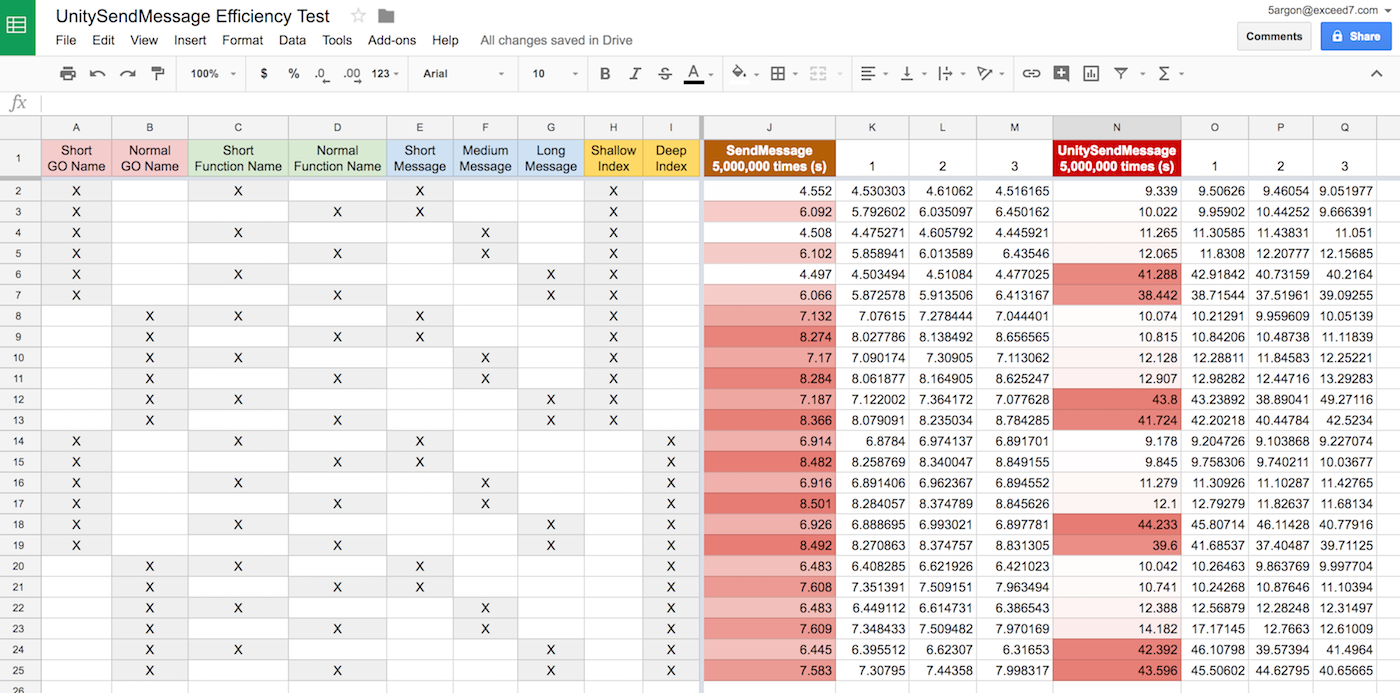 UnitySendMessage Efficiency Test
5argon@exceed7.com
File Edit View Insert Format Data Tools Add-ons Help All changes saved in Drive
Comments Share
100% $ % .0 .00 123 Arial 10 B I S A Σ
fx
A B C D E F G H I J K L M N O P Q
Short Normal Short Normal Short Medium Long Shallow Deep SendMessage UnitySendMessage
1 GO Name GO Name Function Name Function Name Message Message Message Index Index 5,000,000 times (s) 1 2 3 5,000,000 times (s) 1 2 3
2 X X X X 4.552 4.530303 4.61062 4.516165 9.339 9.50626 9.46054 9.051977
3 X X X X 6.092 5.792602 6.035097 6.450162 10.022 9.95902 10.44252 9.666391
4 X X X X 4.508 4.475271 4.605792 4.445921 11.265 11.30585 11.43831 11.051
5 X X X X 6.102 5.858941 6.013589 6.43546 12.065 11.8308 12.20777 12.15685
6 X X X X 4.497 4.503494 4.51084 4.477025 41.288 42.91842 40.73159 40.2164
7 X X X X 6.066 5.872578 5.913506 6.413167 38.442 38.71544 37.51961 39.09255
8 X X X X 7.132 7.07615 7.278444 7.044401 10.074 10.21291 9.959609 10.05139
9 X X X X 8.274 8.027786 8.138492 8.656565 10.815 10.84206 10.48738 11.11839
10 X X X X 7.17 7.090174 7.30905 7.113062 12.128 12.28811 11.84583 12.25221
11 X X X X 8.284 8.061877 8.164905 8.625247 12.907 12.98282 12.44716 13.29283
12 X X X X 7.187 7.122002 7.364172 7.077628 43.8 43.23892 38.89041 49.27116
13 X X X X 8.366 8.079091 8.235034 8.784285 41.724 42.20218 40.44784 42.5234
14 X X X X 6.914 6.8784 6.974137 6.891701 9.178 9.204726 9.103868 9.227074
15 X X X X 8.482 8.258769 8.340047 8.849155 9.845 9.758306 9.740211 10.03677
16 X X X X 6.916 6.891406 6.962367 6.894552 11.279 11.30926 11.10287 11.42765
17 X X X X 8.501 8.284057 8.374789 8.845626 12.1 12.79279 11.82637 11.68134
18 X X X X 6.926 6.888695 6.993021 6.897781 44.233 45.80714 46.11428 40.77916
19 X X X X 8.492 8.270863 8.374757 8.831305 39.6 41.68537 37.40487 39.71125
20 X X X X 6.483 6.408285 6.621926 6.421023 10.042 10.26463 9.863769 9.997704
21 X X X X 7.608 7.351391 7.509151 7.963494 10.741 10.24268 10.87646 11.10394
22 X X X X 6.483 6.449112 6.614731 6.386543 12.388 12.56879 12.28248 12.31497
23 X X X X 7.609 7.348433 7.509482 7.970169 14.182 17.17145 12.7663 12.61009
24 X X X X 6.445 6.395512 6.62307 6.31653 42.392 46.10798 39.57394 41.4964
25 X X X X 7.583 7.30795 7.44358 7.998317 43.596 45.50602 44.62795 40.65665
26